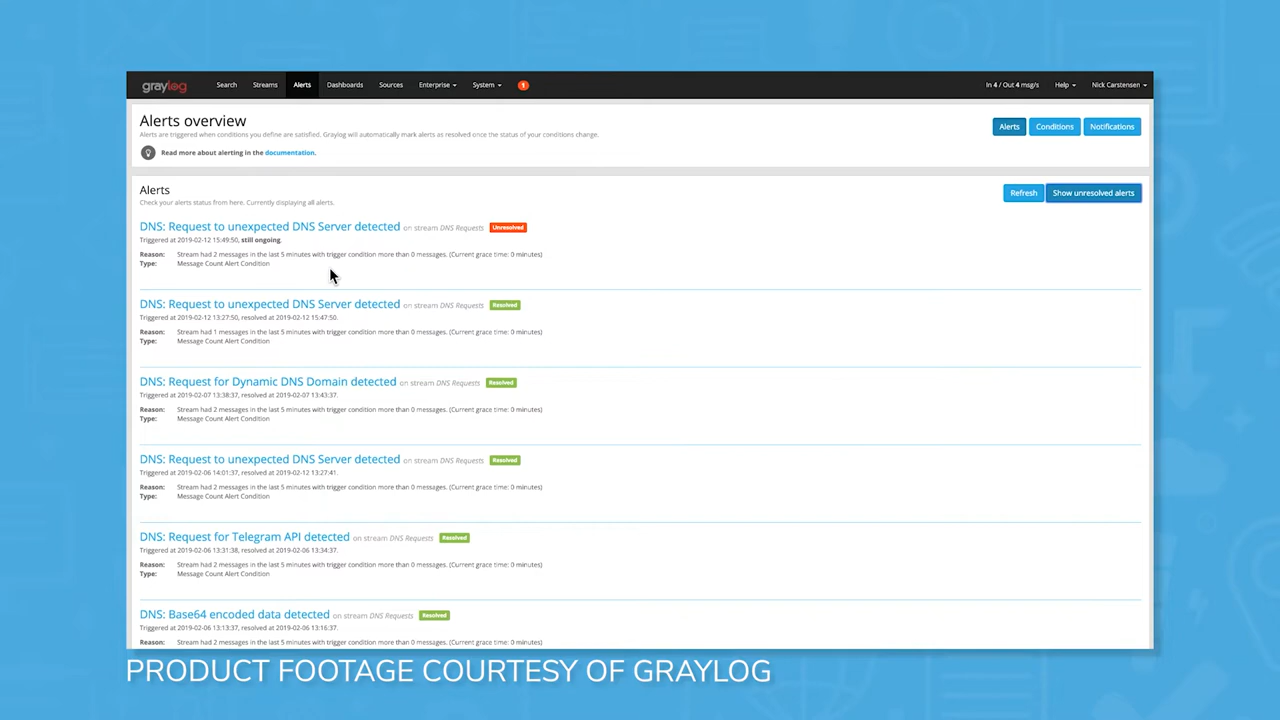 graylog Search Streams Alerts Dashboards Sources Enterprise System 1 In 4 / Out 4 msg/s Help Nick Carstensen
Alerts overview
Alerts are triggered when conditions you define are satisfied. Graylog will automatically mark alerts as resolved once the status of your conditions change.
Alerts Conditions Notifications
Read more about alerting in the documentation.
Alerts
Refresh Show unresolved alerts
Check your alerts status from here. Currently displaying all alerts.
DNS: Request to unexpected DNS Server detected on stream DNS Requests Unresolved
Triggered at 2019-02-12 15:49:50, still ongoing.
Reason: Stream had 2 messages in the last 5 minutes with trigger condition more than 0 messages. (Current grace time: 0 minutes)
Type: Message Count Alert Condition
DNS: Request to unexpected DNS Server detected on stream DNS Requests Resolved
Triggered at 2019-02-12 13:27:50, resolved at 2019-02-12 15:47:50.
Reason: Stream had 1 messages in the last 5 minutes with trigger condition more than 0 messages. (Current grace time: 0 minutes)
Type: Message Count Alert Condition
DNS: Request for Dynamic DNS Domain detected on stream DNS Requests Resolved
Triggered at 2019-02-07 13:38:37, resolved at 2019-02-07 13:43:37.
Reason: Stream had 2 messages in the last 5 minutes with trigger condition more than 0 messages. (Current grace time: 0 minutes)
Type: Message Count Alert Condition
DNS: Request to unexpected DNS Server detected on stream DNS Requests Resolved
Triggered at 2019-02-06 14:01:37, resolved at 2019-02-12 13:27:41.
Reason: Stream had 2 messages in the last 5 minutes with trigger condition more than 0 messages. (Current grace time: 0 minutes)
Type: Message Count Alert Condition
DNS: Request for Telegram API detected on stream DNS Requests Resolved
Triggered at 2019-02-06 13:31:38, resolved at 2019-02-06 13:34:37.
Reason: Stream had 2 messages in the last 5 minutes with trigger condition more than 0 messages. (Current grace time: 0 minutes)
Type: Message Count Alert Condition
DNS: Base64 encoded data detected on stream DNS Requests Resolved
Triggered at 2019-02-06 13:13:37, resolved at 2019-02-06 13:16:37.
Reason: Stream had 2 messages in the last 5 minutes with trigger condition more than 0 messages. (Current grace time: 0 minutes)
PRODUCT FOOTAGE COURTESY OF GRAYLOG